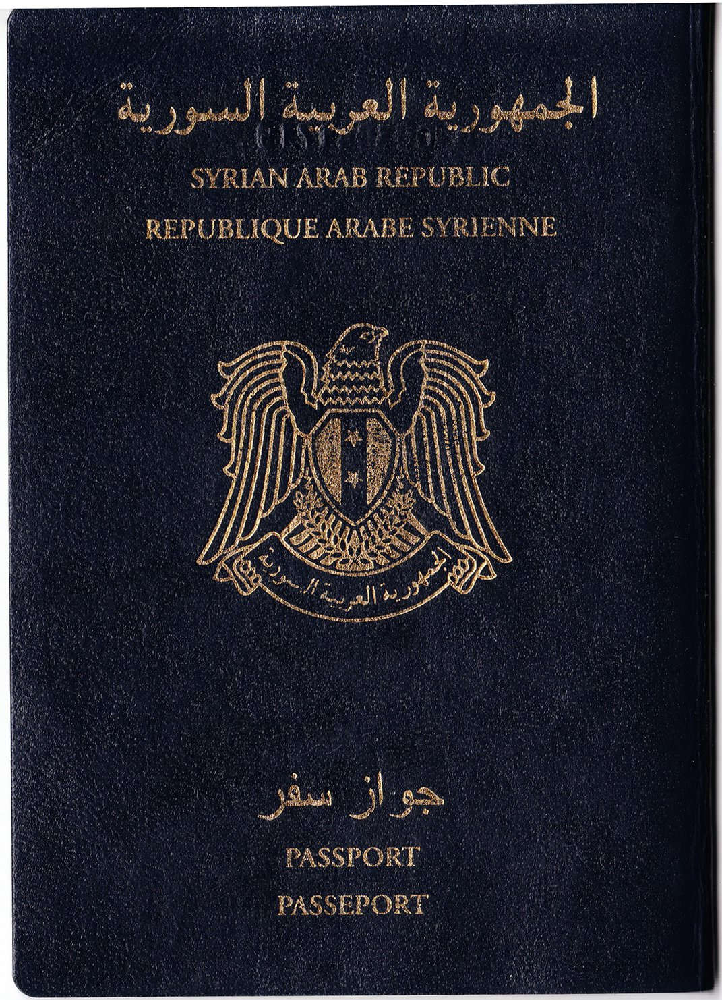 الجمهورية العربية السورية
SYRIAN ARAB REPUBLIC
REPUBLIQUE ARABE SYRIENNE
الجمهورية العربية السورية
جواز سفر
PASSPORT
PASSEPORT